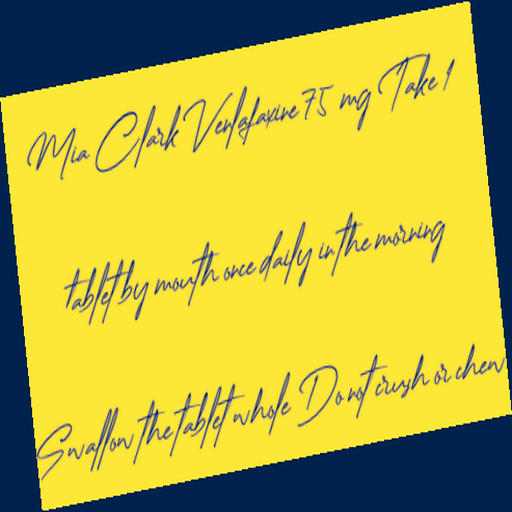 Mia Clark Venlafaxine 75 mg Take 1
tablet by mouth once daily in the morning
Swallow the tablet whole Do not crush or chew